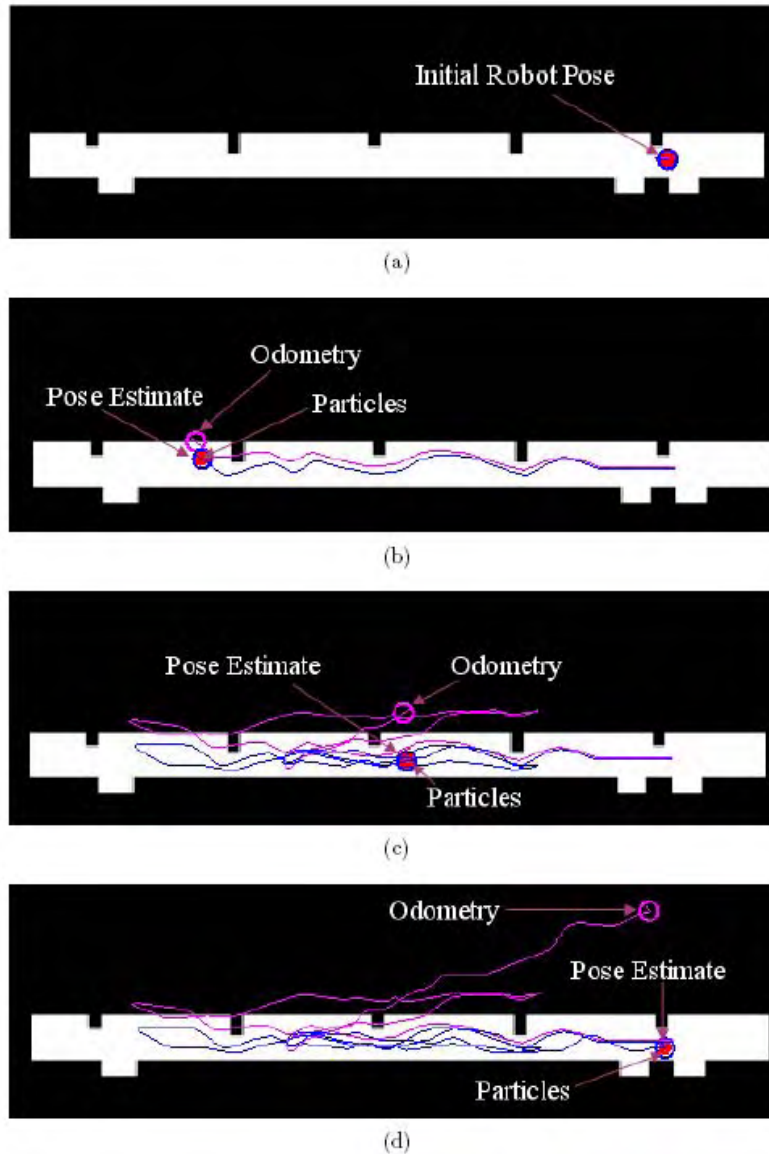 Initial Robot Pose
(a)
Odometry
Pose Estimate
Particles
(b)
Pose Estimate
Odometry
Particles
(c)
Odometry
Pose Estimate
Particles
(d)